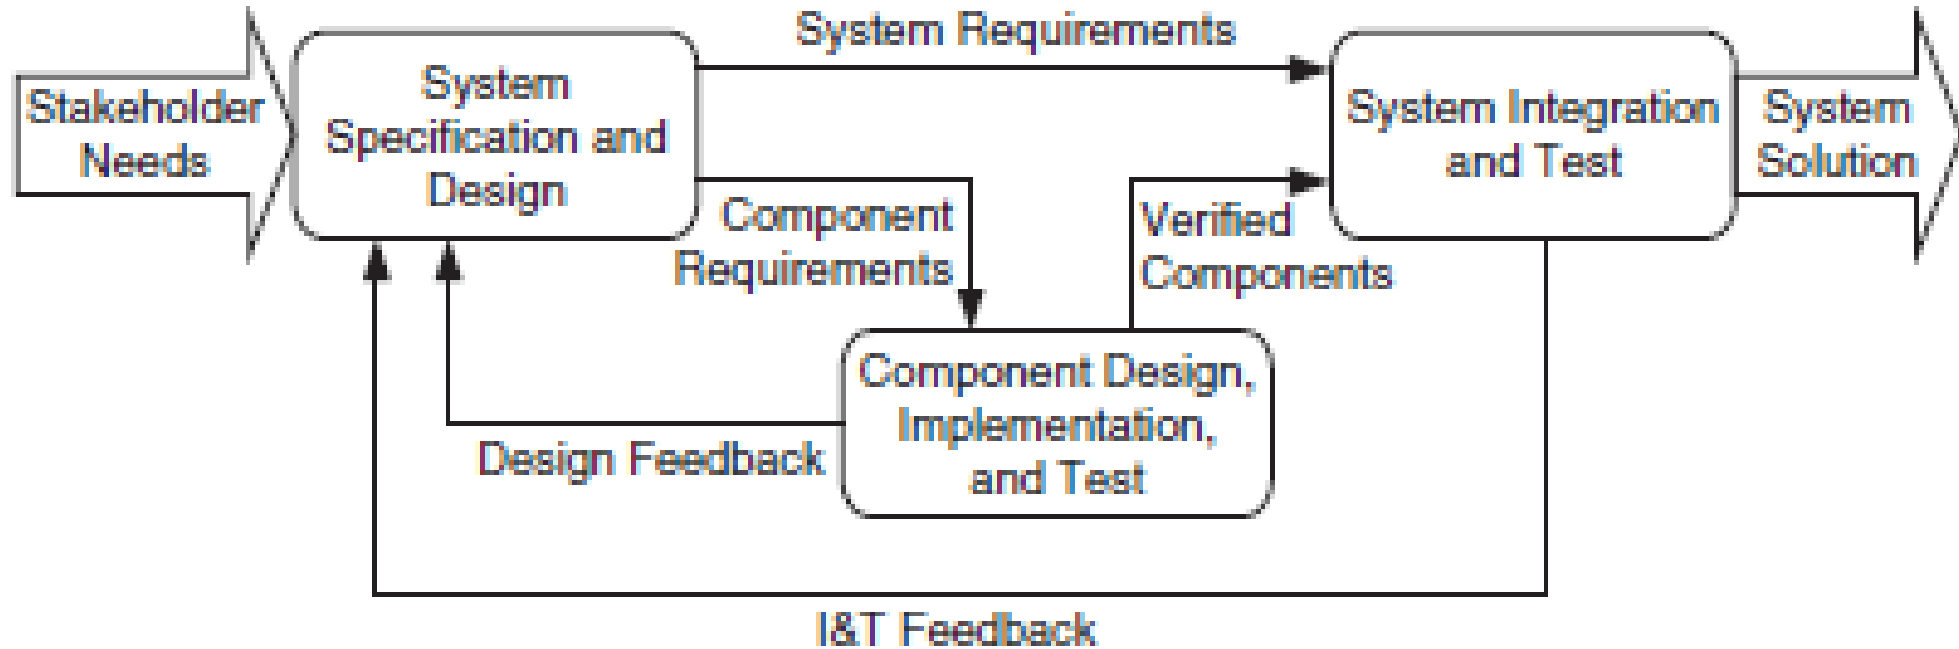 System Requirements
Stakeholder
Needs
System
Specification and
Design
System Integration
and Test
System
Solution
Component
Requirements
Verified
Components
Component Design,
Implementation,
and Test
Design Feedback
I&T Feedback